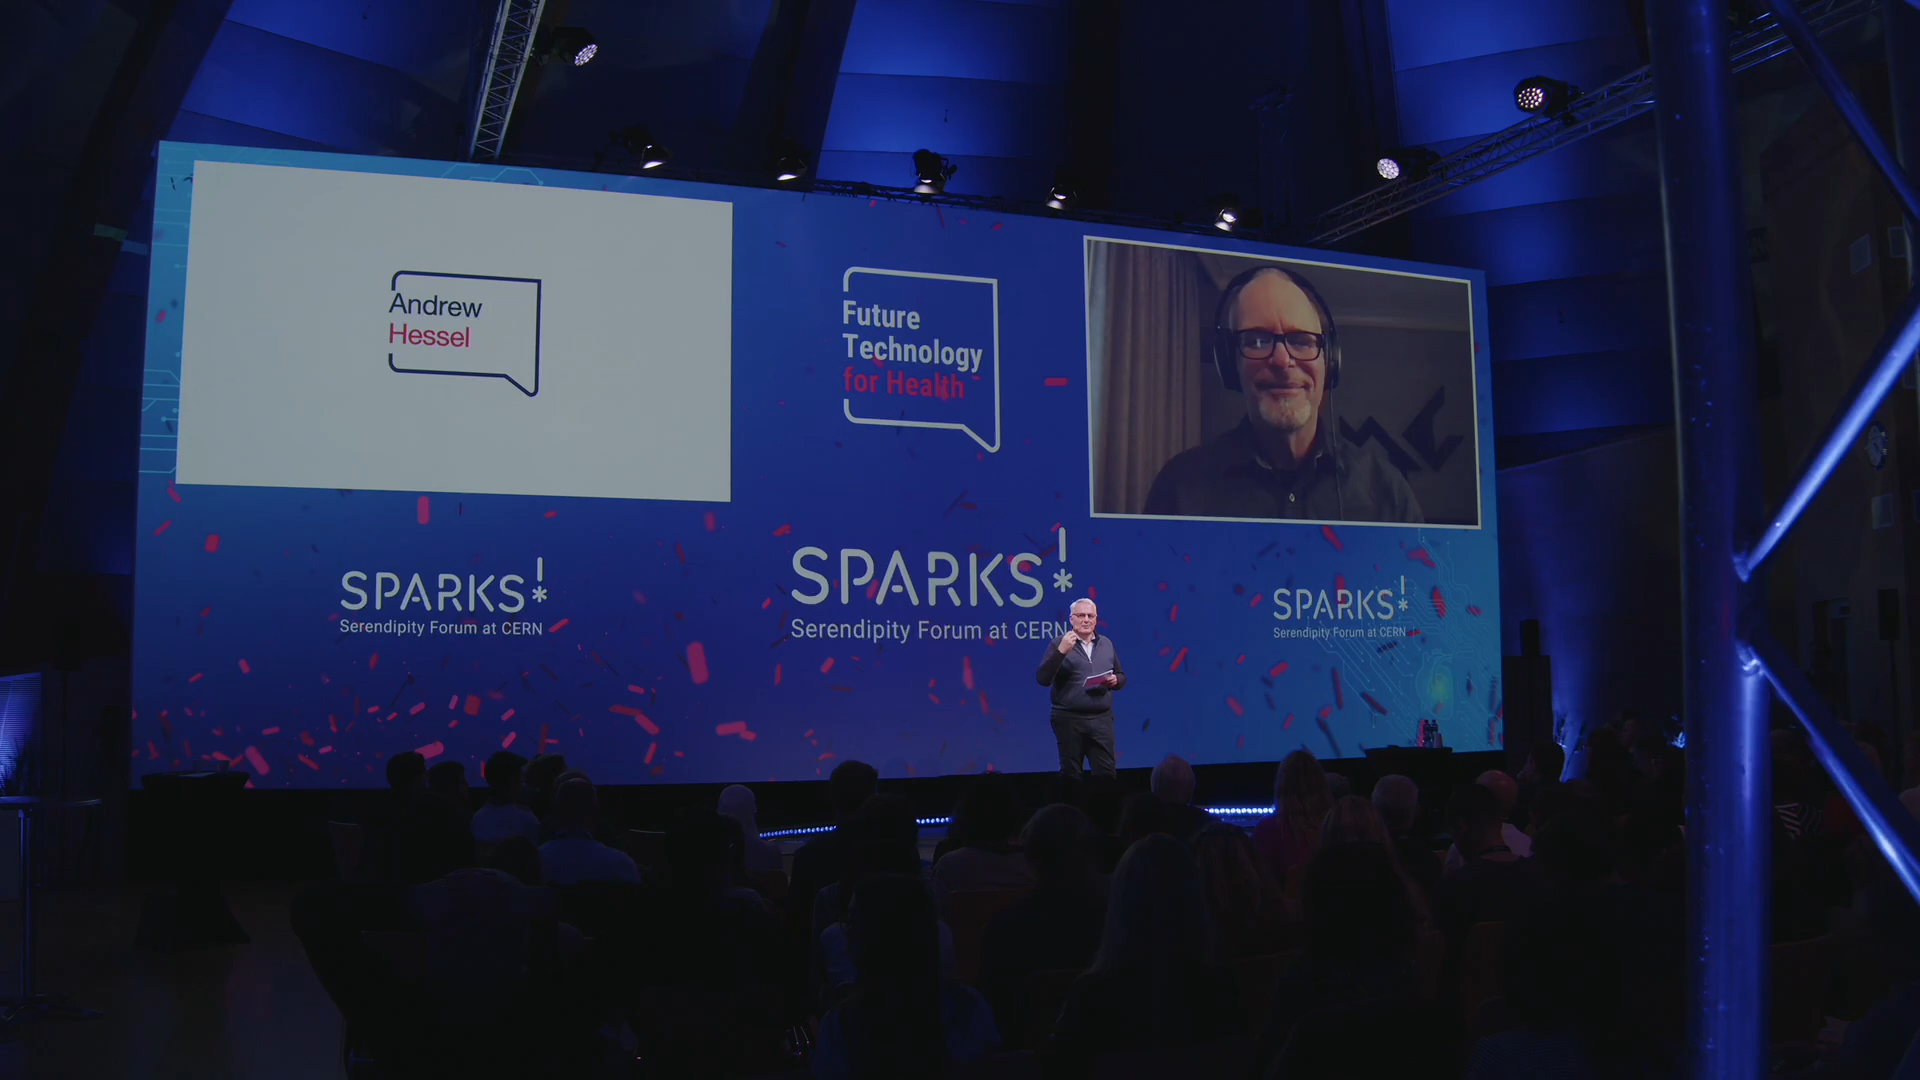 Andrew
Hessel
Future
Technology
for Health
SPARKS!
Serendipity Forum at CERN
SPARKS!
Serendipity Forum at CERN
SPARKS!
Serendipity Forum at CERN